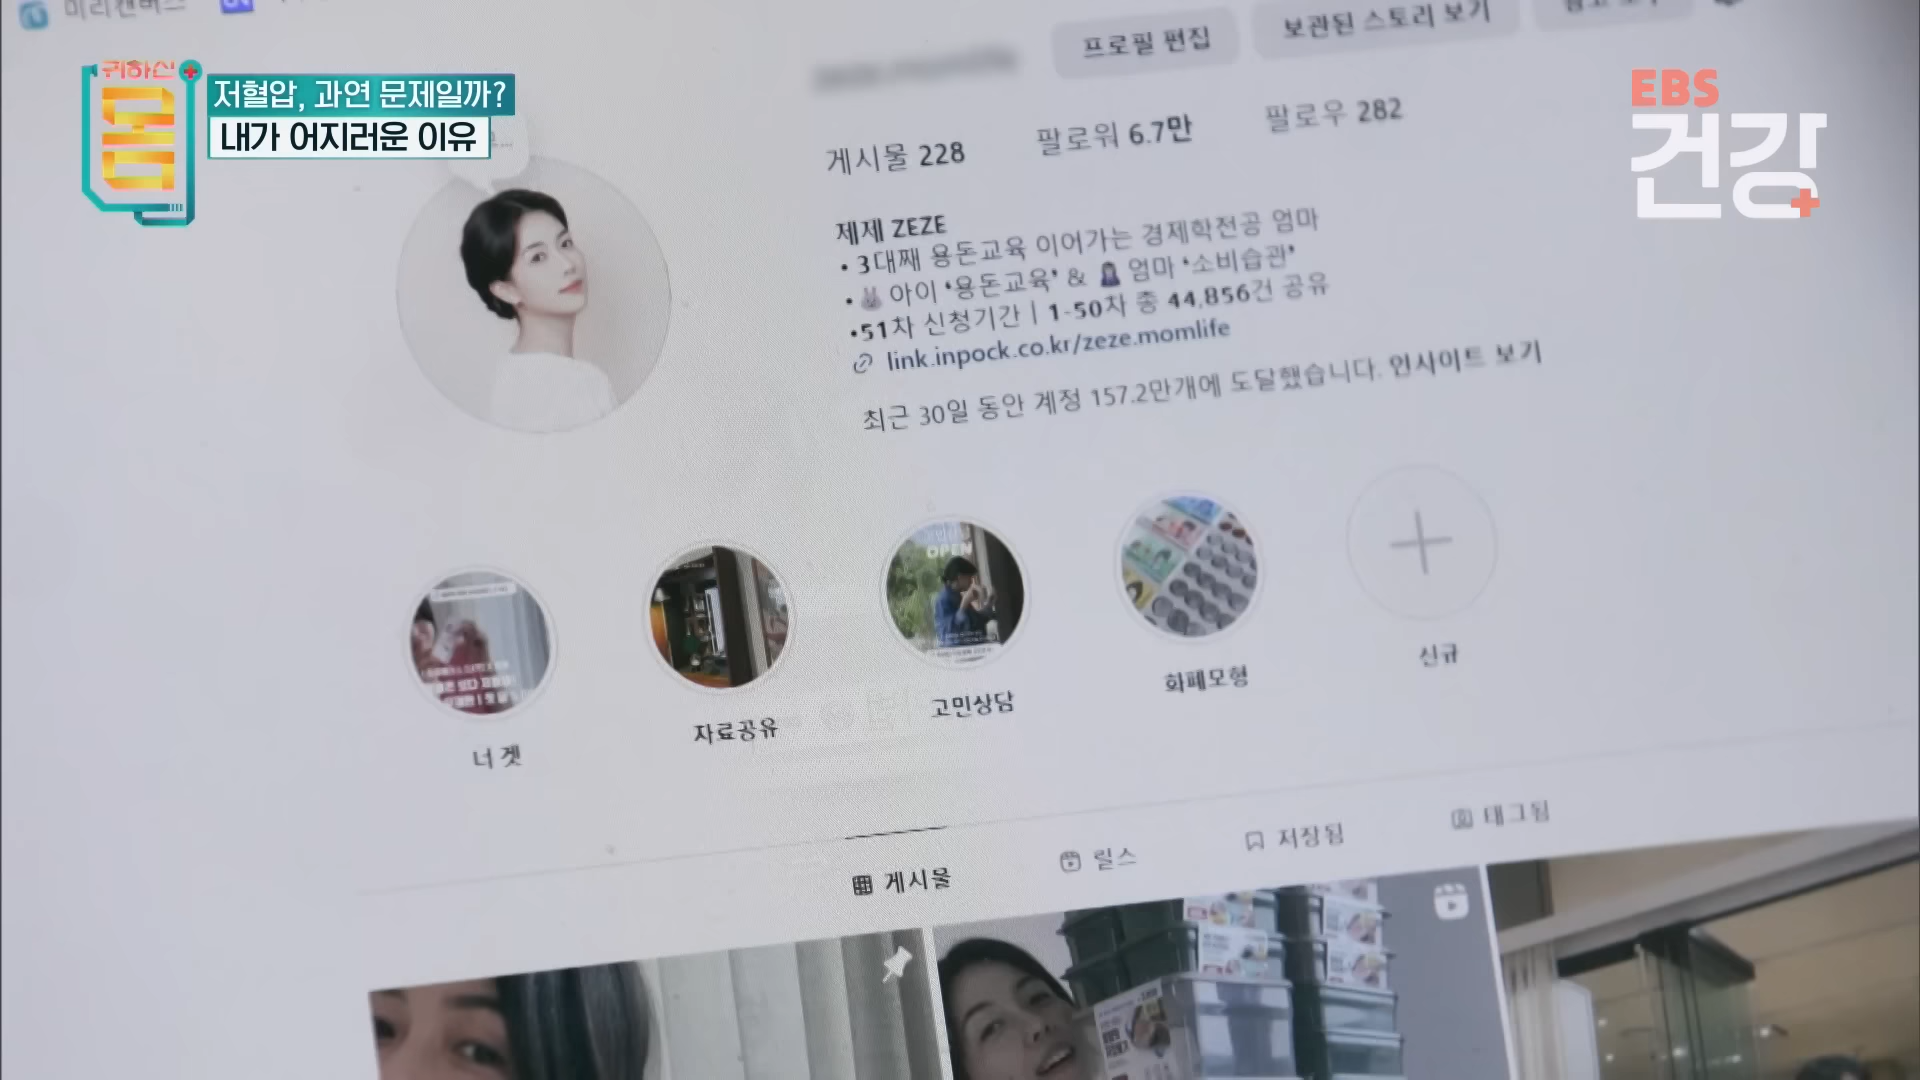 미리캔버스
프로필 편집
보관된 스토리 보기
귀하신 몸
저혈압, 과연 문제일까?
내가 어지러운 이유
EBS
건강
게시물 228
팔로워 6.7만
팔로우 282
제제 ZEZE
• 3대째 용돈교육 이어가는 경제학전공 엄마
• 아이 ‘용돈교육’ & 엄마 ‘소비습관’
•51차 신청기간 | 1-50차 총 44,856건 공유
link.inpock.co.kr/zeze.momlife
최근 30일 동안 계정 157.2만개에 도달했습니다. 인사이트 보기
OPEN
너 겟
자료공유
고민상담
화폐모형
신규
게시물
릴스
저장됨
태그됨